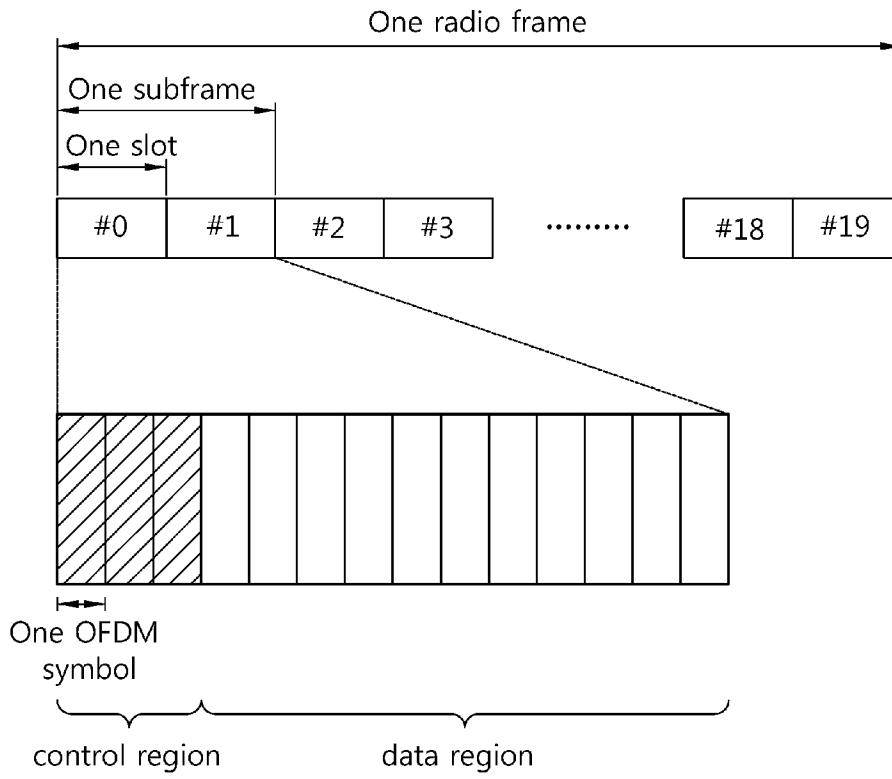 One radio frame
One subframe
One slot
#0 #1 #2 #3 ......... #18 #19
One OFDM
symbol
control region data region